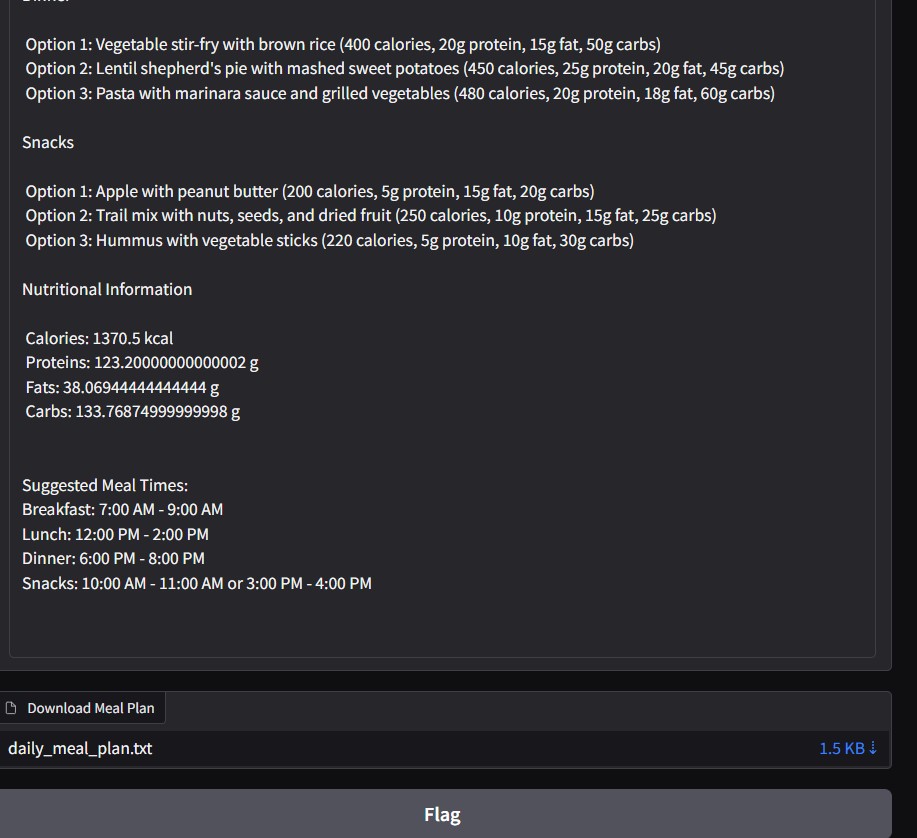 Dinner
Option 1: Vegetable stir-fry with brown rice (400 calories, 20g protein, 15g fat, 50g carbs)
Option 2: Lentil shepherd's pie with mashed sweet potatoes (450 calories, 25g protein, 20g fat, 45g carbs)
Option 3: Pasta with marinara sauce and grilled vegetables (480 calories, 20g protein, 18g fat, 60g carbs)
Snacks
Option 1: Apple with peanut butter (200 calories, 5g protein, 15g fat, 20g carbs)
Option 2: Trail mix with nuts, seeds, and dried fruit (250 calories, 10g protein, 15g fat, 25g carbs)
Option 3: Hummus with vegetable sticks (220 calories, 5g protein, 10g fat, 30g carbs)
Nutritional Information
Calories: 1370.5 kcal
Proteins: 123.20000000000002 g
Fats: 38.06944444444444 g
Carbs: 133.76874999999998 g
Suggested Meal Times:
Breakfast: 7:00 AM - 9:00 AM
Lunch: 12:00 PM - 2:00 PM
Dinner: 6:00 PM - 8:00 PM
Snacks: 10:00 AM - 11:00 AM or 3:00 PM - 4:00 PM
Download Meal Plan
daily_meal_plan.txt 1.5 KB ⇣
Flag